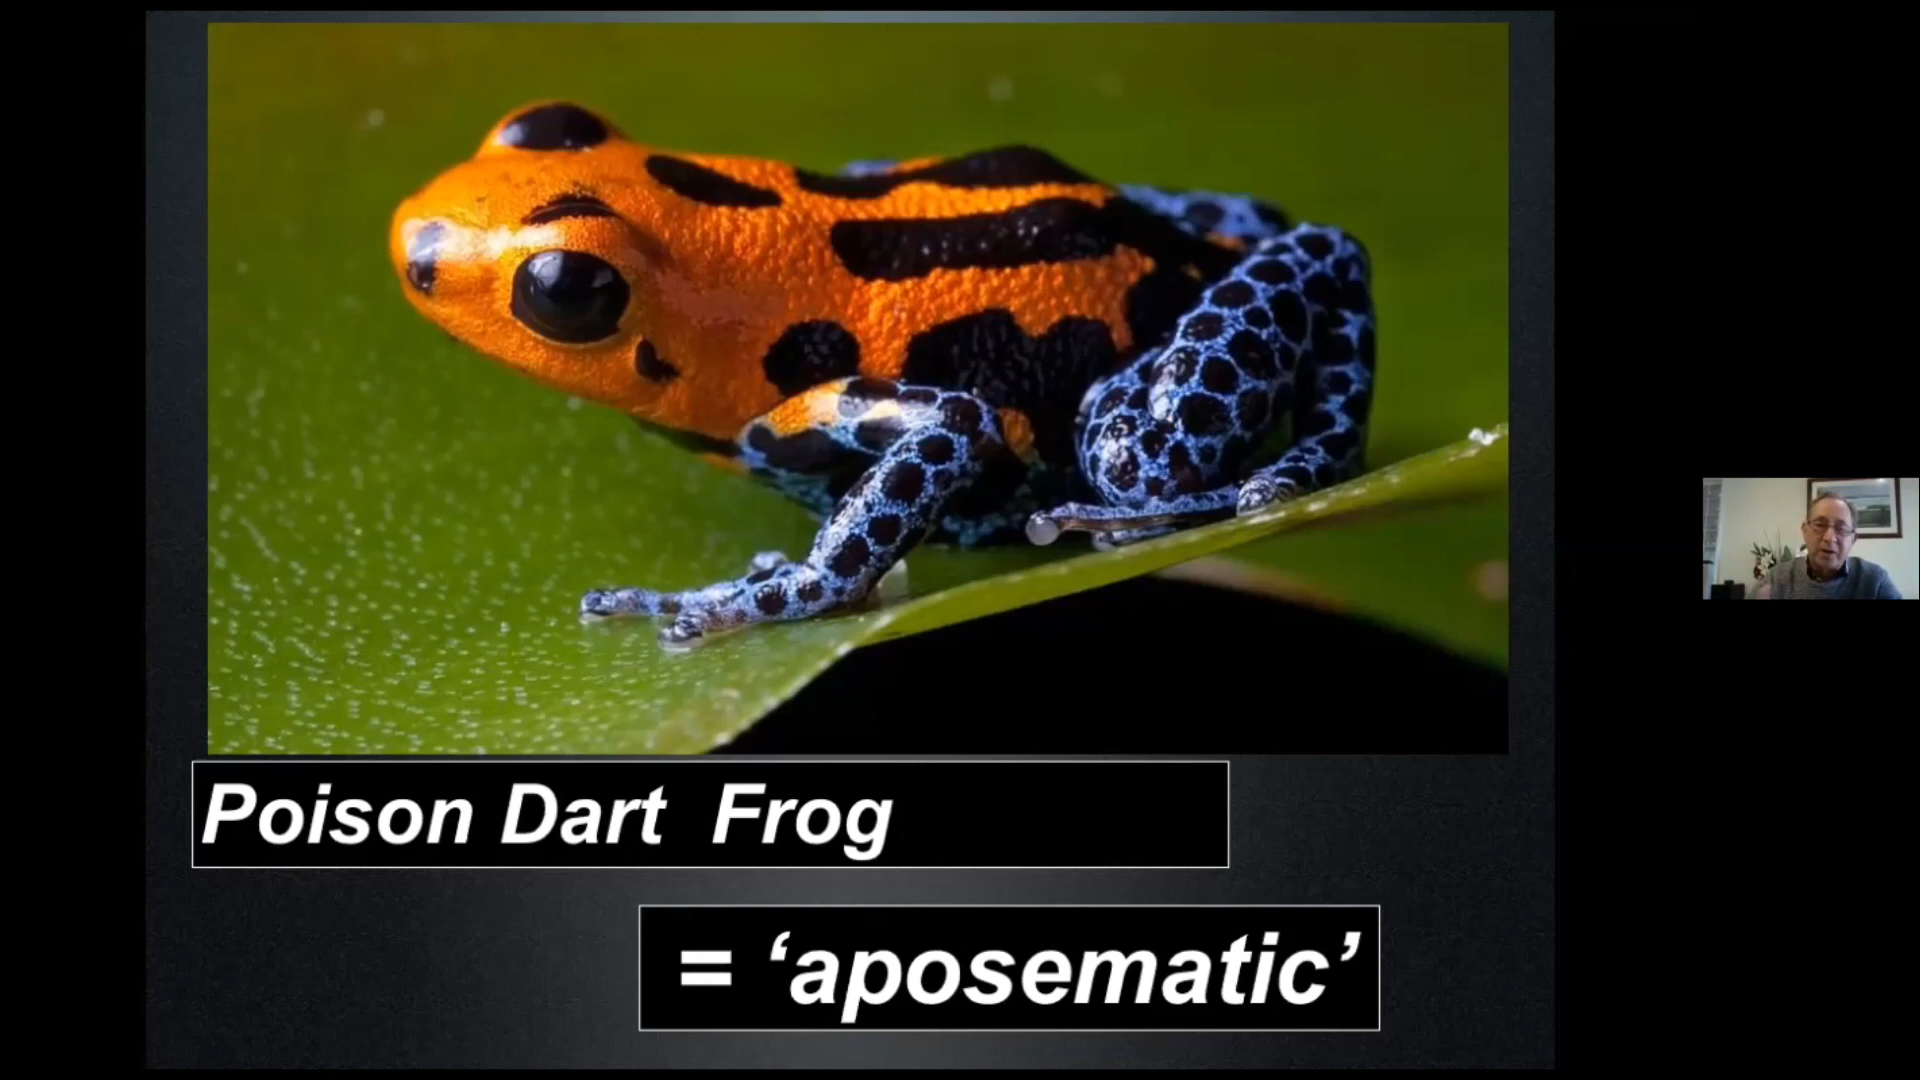 Poison Dart Frog
= ‘aposematic’